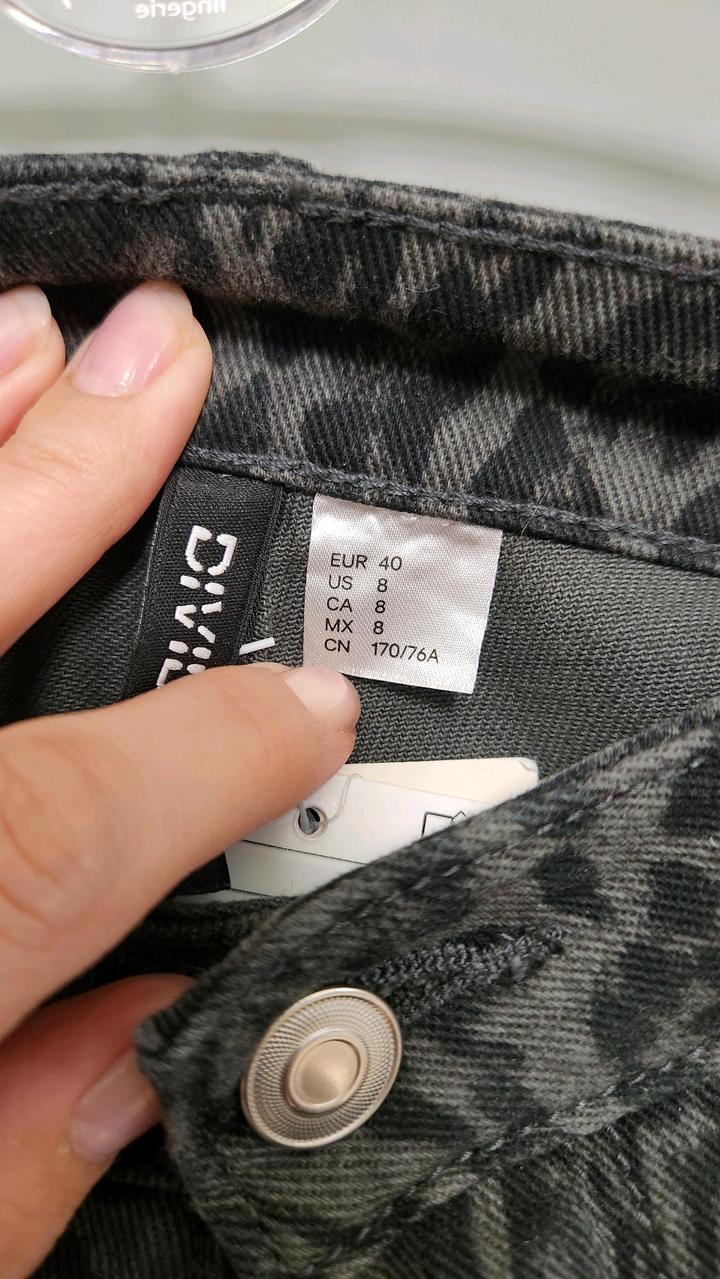 lingerie
EUR 40
US 8
CA 8
MX 8
CN 170/76A